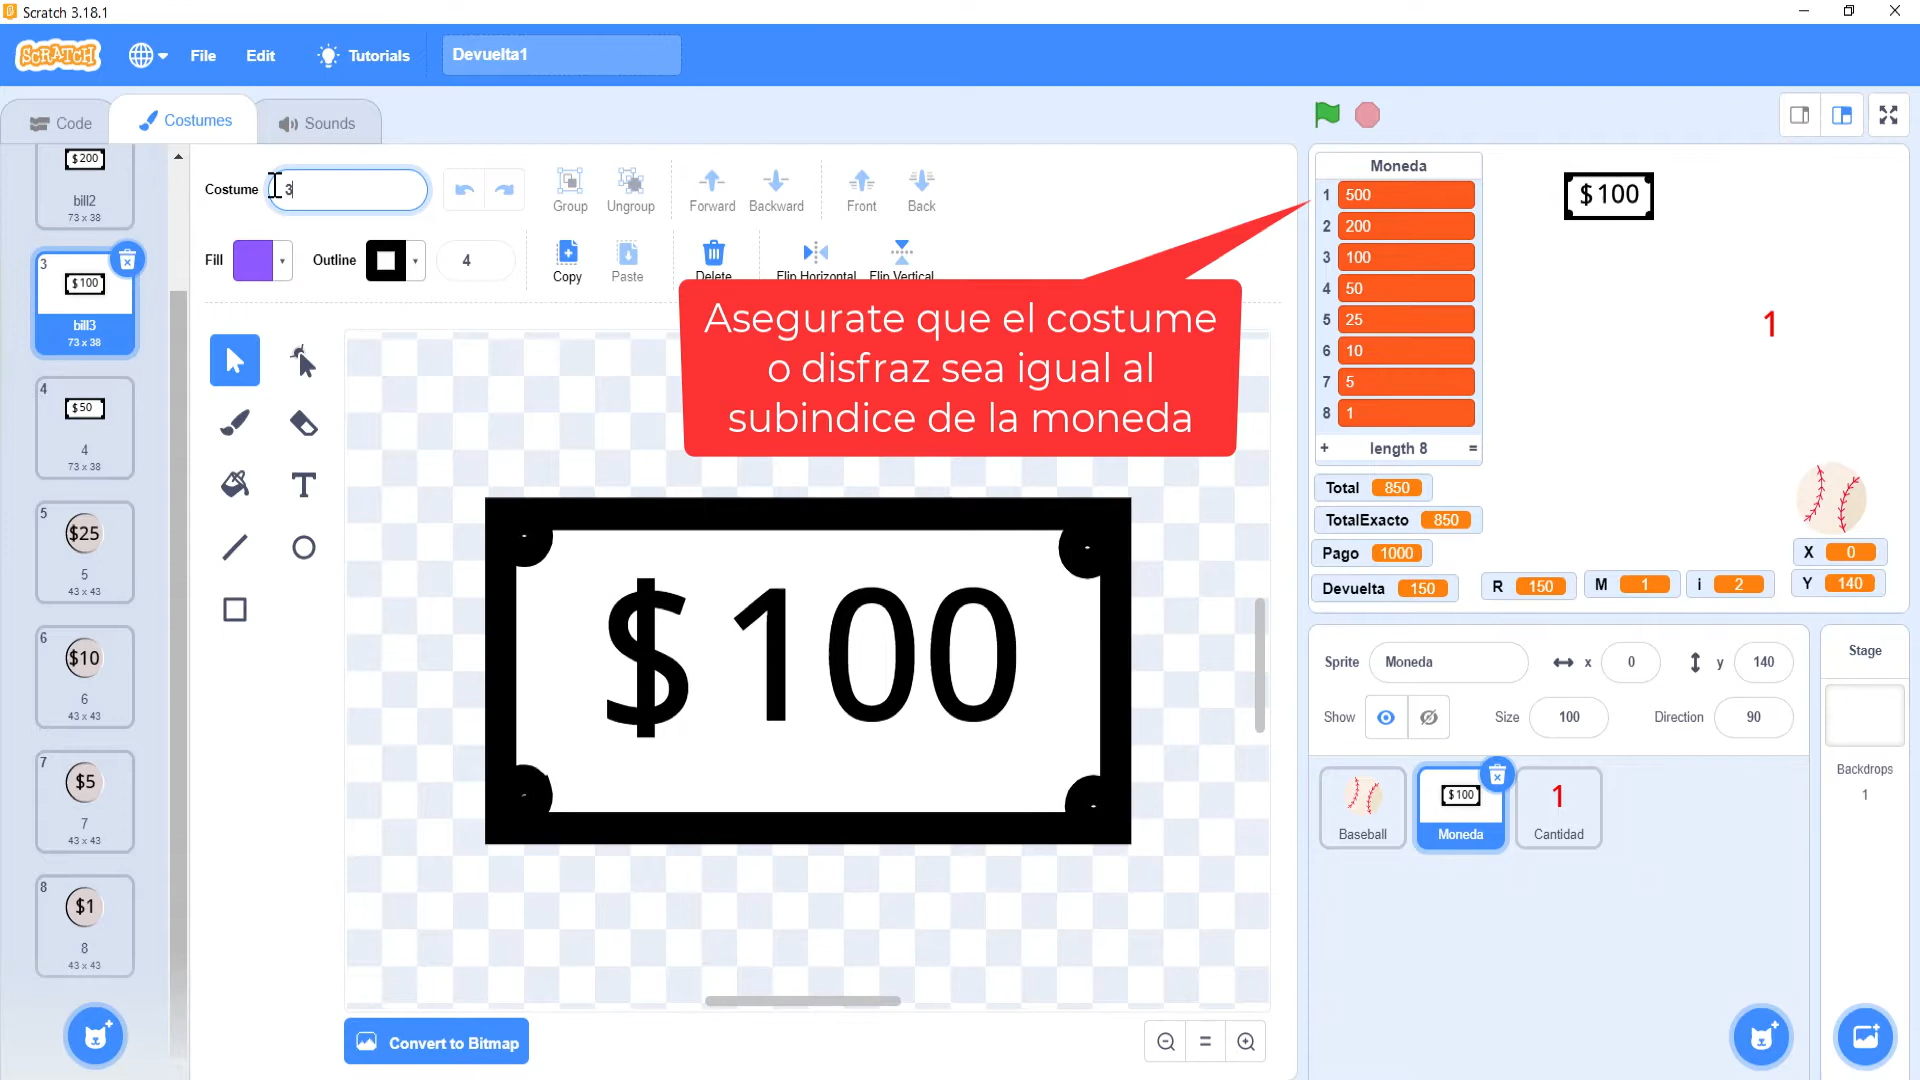 Scratch 3.18.1
SCRATCH
File
Edit
Tutorials
Devuelta1
Code
Costumes
Sounds
$200
bill2
73 x 38
3
$100
bill3
73 x 38
4
$50
4
73 x 38
5
$25
5
43 x 43
6
$10
6
43 x 43
7
$5
7
43 x 43
8
$1
8
43 x 43
Costume
3
Group
Ungroup
Forward
Backward
Front
Back
Fill
Outline
4
Copy
Paste
Delete
Flip Horizontal
Flip Vertical
Asegurate que el costume
o disfraz sea igual al
subindice de la moneda
$100
Convert to Bitmap
Moneda
1 500
2 200
3 100
4 50
5 25
6 10
7 5
8 1
+ length 8 =
Total 850
TotalExacto 850
Pago 1000
Devuelta 150
R 150
M 1
i 2
X 0
Y 140
$100
1
Sprite
Moneda
x 0
y 140
Show
Size 100
Direction 90
Baseball
$100
Moneda
1
Cantidad
Stage
Backdrops
1